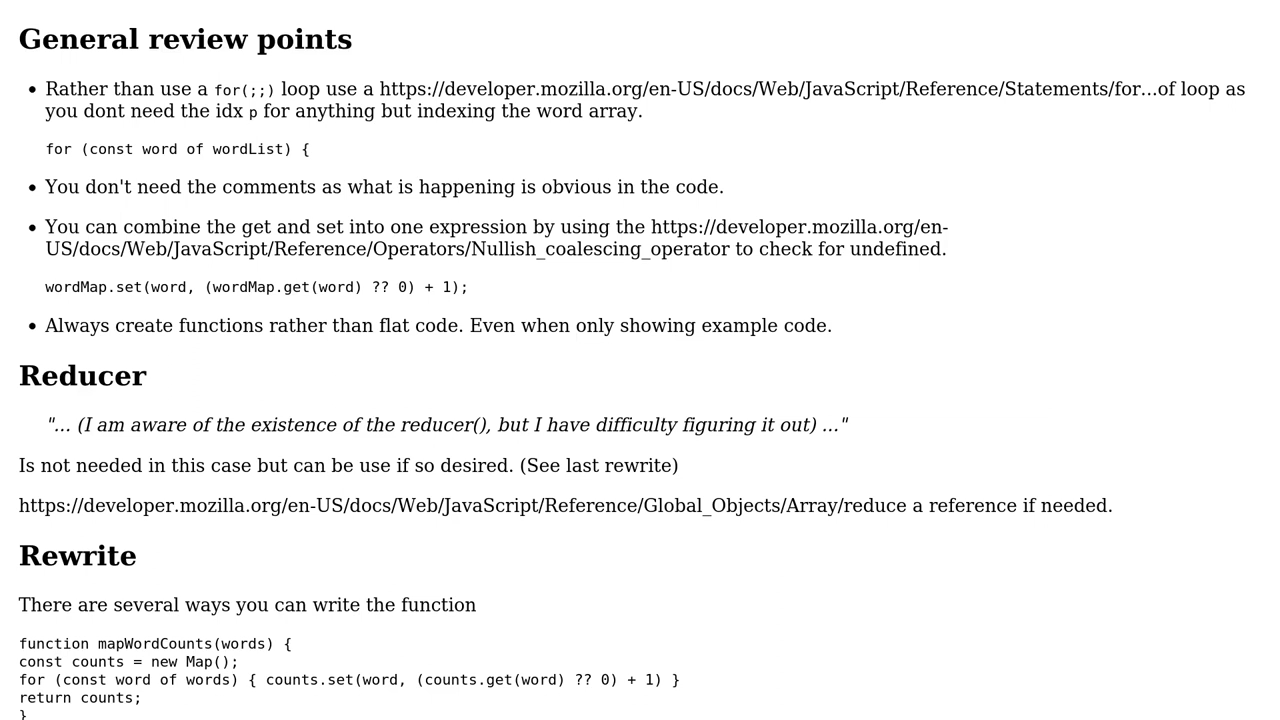 General review points
• Rather than use a for(;;) loop use a https://developer.mozilla.org/en-US/docs/Web/JavaScript/Reference/Statements/for...of loop as
you dont need the idx p for anything but indexing the word array.
for (const word of wordList) {
• You don't need the comments as what is happening is obvious in the code.
• You can combine the get and set into one expression by using the https://developer.mozilla.org/en-
US/docs/Web/JavaScript/Reference/Operators/Nullish_coalescing_operator to check for undefined.
wordMap.set(word, (wordMap.get(word) ?? 0) + 1);
• Always create functions rather than flat code. Even when only showing example code.
Reducer
"... (I am aware of the existence of the reducer(), but I have difficulty figuring it out) ..."
Is not needed in this case but can be use if so desired. (See last rewrite)
https://developer.mozilla.org/en-US/docs/Web/JavaScript/Reference/Global_Objects/Array/reduce a reference if needed.
Rewrite
There are several ways you can write the function
function mapWordCounts(words) {
const counts = new Map();
for (const word of words) { counts.set(word, (counts.get(word) ?? 0) + 1) }
return counts;
}